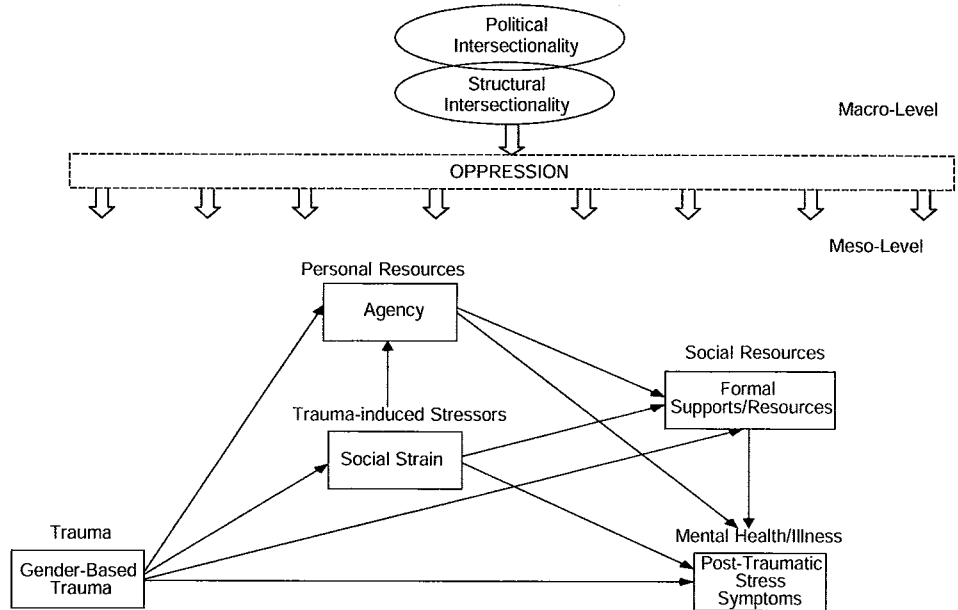 Political
Intersectionality
Structural
Intersectionality
Macro-Level
OPPRESSION
Meso-Level
Personal Resources
Agency
Social Resources
Formal
Supports/Resources
Trauma-induced Stressors
Social Strain
Trauma
Gender-Based
Trauma
Mental Health/Illness
Post-Traumatic
Stress
Symptoms